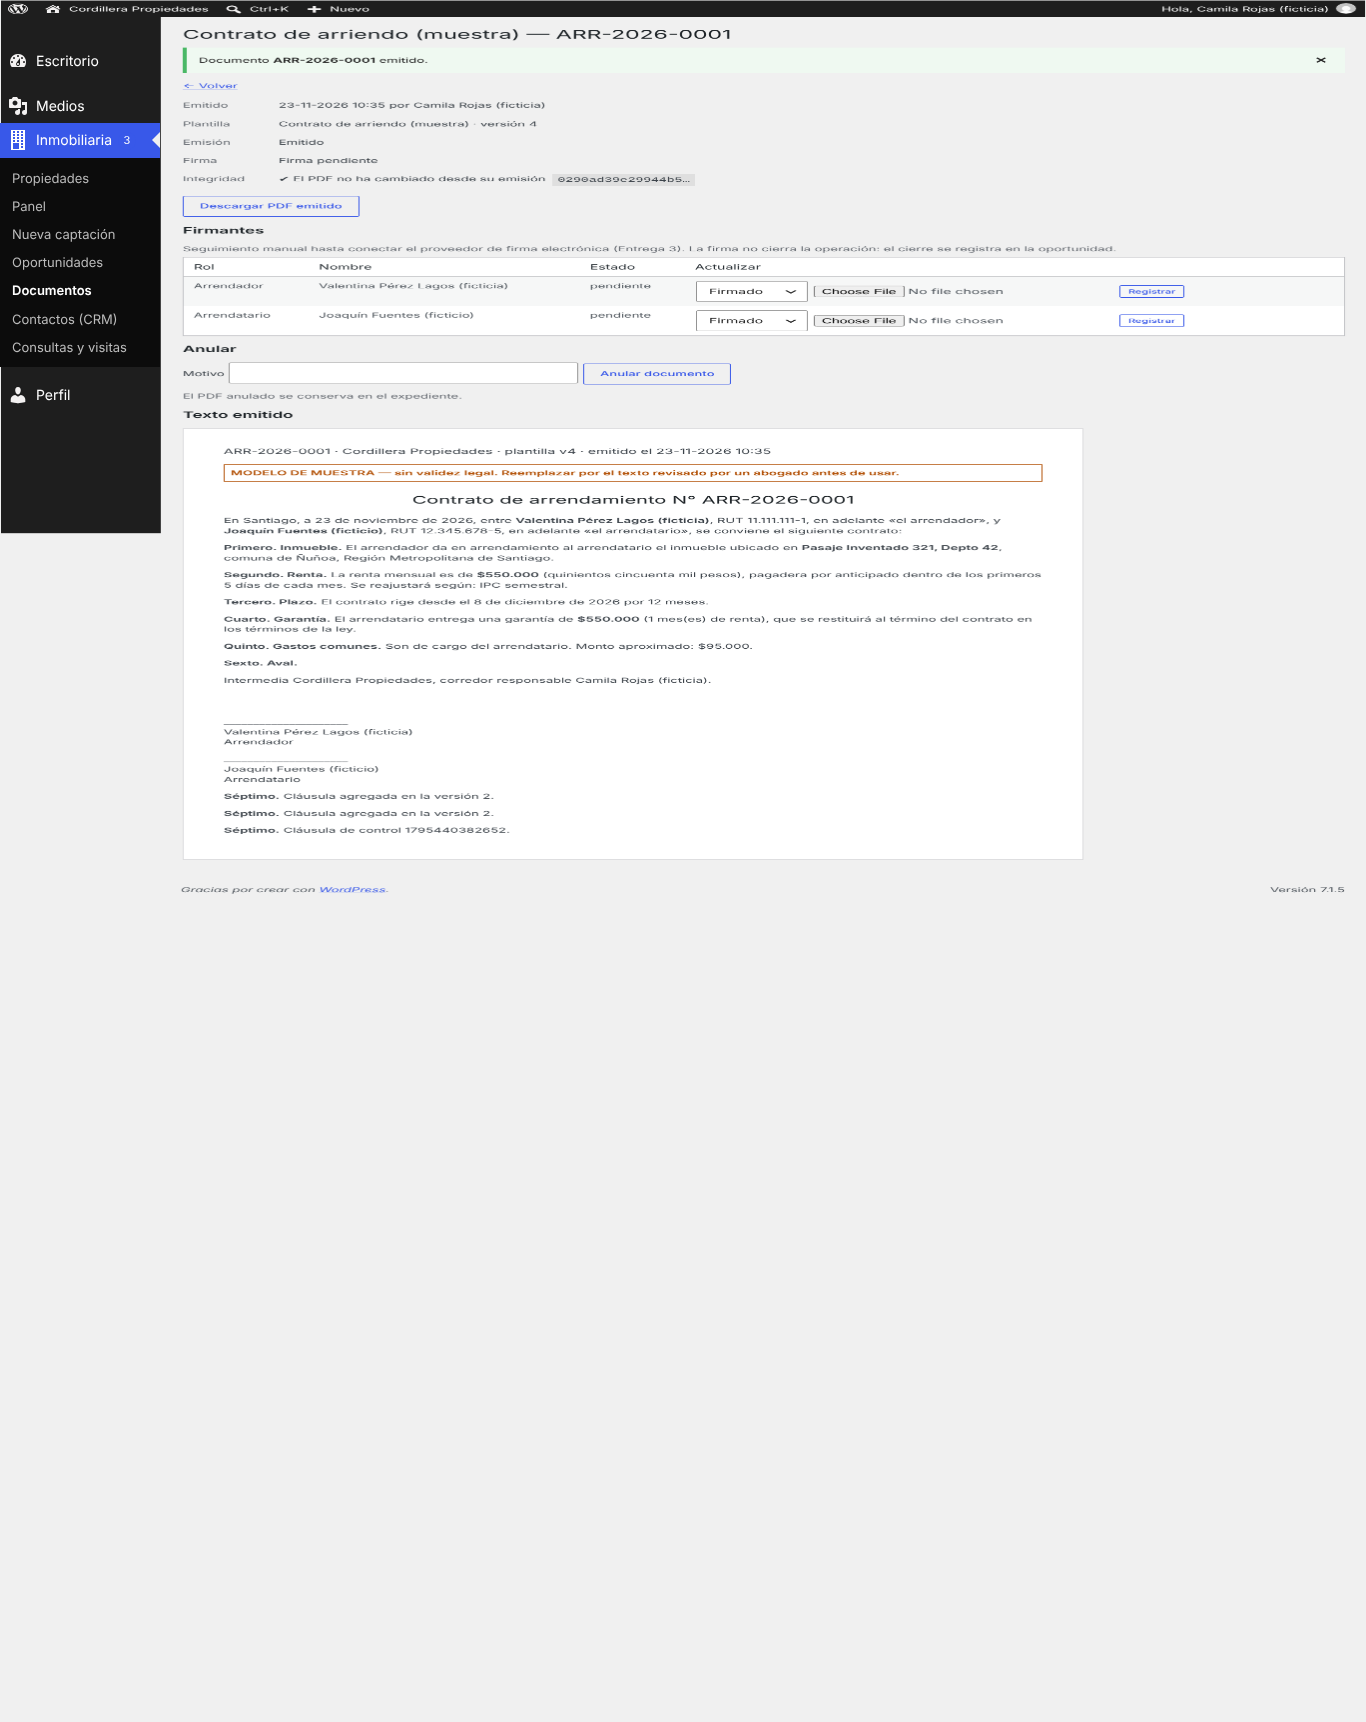 Cordillera Propiedades Ctrl+K Nuevo Hola, Camila Rojas (ficticia)
Escritorio
Medios
Inmobiliaria 3
Propiedades
Panel
Nueva captación
Oportunidades
Documentos
Contactos (CRM)
Consultas y visitas
Perfil
Contrato de arriendo (muestra) — ARR-2026-0001
Documento ARR-2026-0001 emitido.
← Volver
Emitido 23-11-2026 10:35 por Camila Rojas (ficticia)
Plantilla Contrato de arriendo (muestra) · versión 4
Emisión Emitido
Firma Firma pendiente
Integridad ✔ El PDF no ha cambiado desde su emisión 0290ad39e29944b5…
Descargar PDF emitido
Firmantes
Seguimiento manual hasta conectar el proveedor de firma electrónica (Entrega 3). La firma no cierra la operación: el cierre se registra en la oportunidad.
Rol Nombre Estado Actualizar
Arrendador Valentina Pérez Lagos (ficticia) pendiente Firmado Choose File No file chosen Registrar
Arrendatario Joaquín Fuentes (ficticio) pendiente Firmado Choose File No file chosen Registrar
Anular
Motivo Anular documento
El PDF anulado se conserva en el expediente.
Texto emitido
ARR-2026-0001 · Cordillera Propiedades · plantilla v4 · emitido el 23-11-2026 10:35
MODELO DE MUESTRA — sin validez legal. Reemplazar por el texto revisado por un abogado antes de usar.
Contrato de arrendamiento N° ARR-2026-0001
En Santiago, a 23 de noviembre de 2026, entre Valentina Pérez Lagos (ficticia), RUT 11.111.111-1, en adelante «el arrendador», y
Joaquín Fuentes (ficticio), RUT 12.345.678-5, en adelante «el arrendatario», se conviene el siguiente contrato:
Primero. Inmueble. El arrendador da en arrendamiento al arrendatario el inmueble ubicado en Pasaje Inventado 321, Depto 42,
comuna de Ñuñoa, Región Metropolitana de Santiago.
Segundo. Renta. La renta mensual es de $550.000 (quinientos cincuenta mil pesos), pagadera por anticipado dentro de los primeros
5 días de cada mes. Se reajustará según: IPC semestral.
Tercero. Plazo. El contrato rige desde el 8 de diciembre de 2026 por 12 meses.
Cuarto. Garantía. El arrendatario entrega una garantía de $550.000 (1 mes(es) de renta), que se restituirá al término del contrato en
los términos de la ley.
Quinto. Gastos comunes. Son de cargo del arrendatario. Monto aproximado: $95.000.
Sexto. Aval.
Intermedia Cordillera Propiedades, corredor responsable Camila Rojas (ficticia).
Valentina Pérez Lagos (ficticia)
Arrendador
Joaquín Fuentes (ficticio)
Arrendatario
Séptimo. Cláusula agregada en la versión 2.
Séptimo. Cláusula agregada en la versión 2.
Séptimo. Cláusula de control 1795440382652.
Gracias por crear con WordPress. Versión 7.1.5